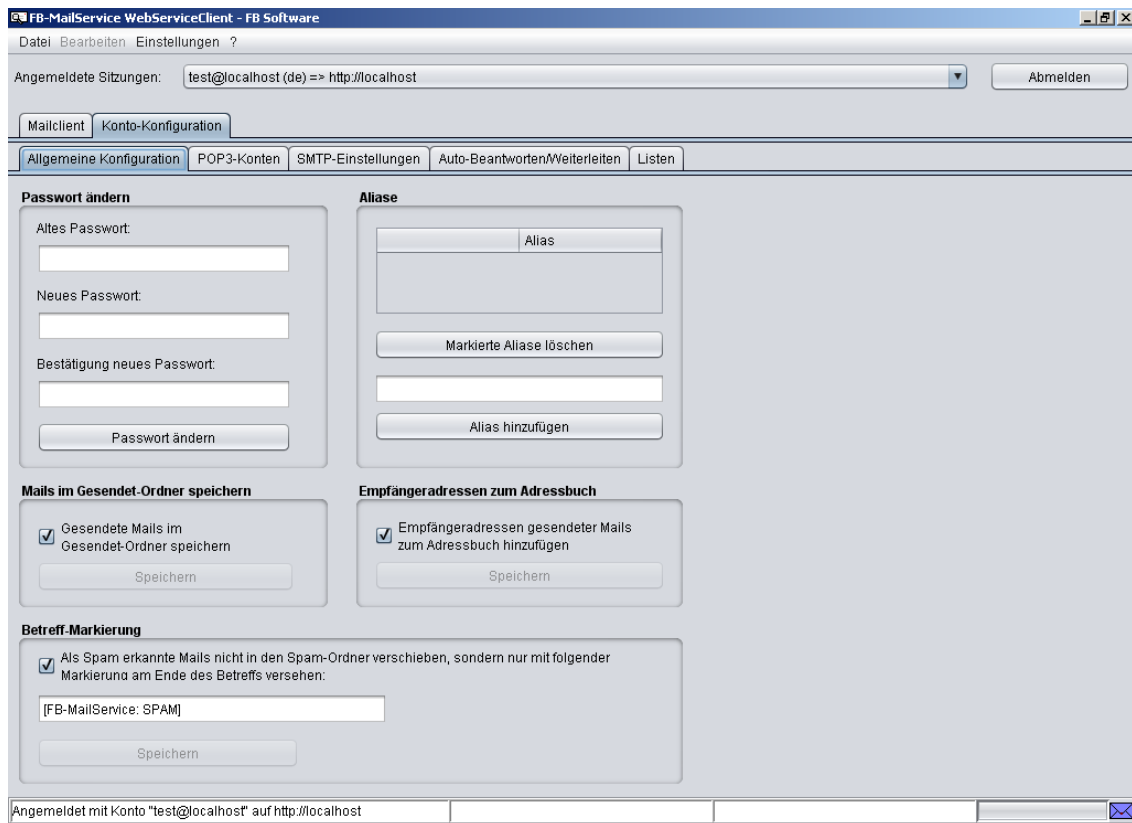 FB-MailService WebServiceClient - FB Software
Datei Bearbeiten Einstellungen ?
Angemeldete Sitzungen: test@localhost (de) => http://localhost Abmelden
Mailclient Konto-Konfiguration
Allgemeine Konfiguration POP3-Konten SMTP-Einstellungen Auto-Beantworten/Weiterleiten Listen
Passwort ändern
Altes Passwort:
Neues Passwort:
Bestätigung neues Passwort:
Passwort ändern
Aliase
Alias
Markierte Aliase löschen
Alias hinzufügen
Mails im Gesendet-Ordner speichern
Gesendete Mails im
Gesendet-Ordner speichern
Speichern
Empfängeradressen zum Adressbuch
Empfängeradressen gesendeter Mails
zum Adressbuch hinzufügen
Speichern
Betreff-Markierung
Als Spam erkannte Mails nicht in den Spam-Ordner verschieben, sondern nur mit folgender
Markierung am Ende des Betreffs versehen:
[FB-MailService: SPAM]
Speichern
Angemeldet mit Konto "test@localhost" auf http://localhost